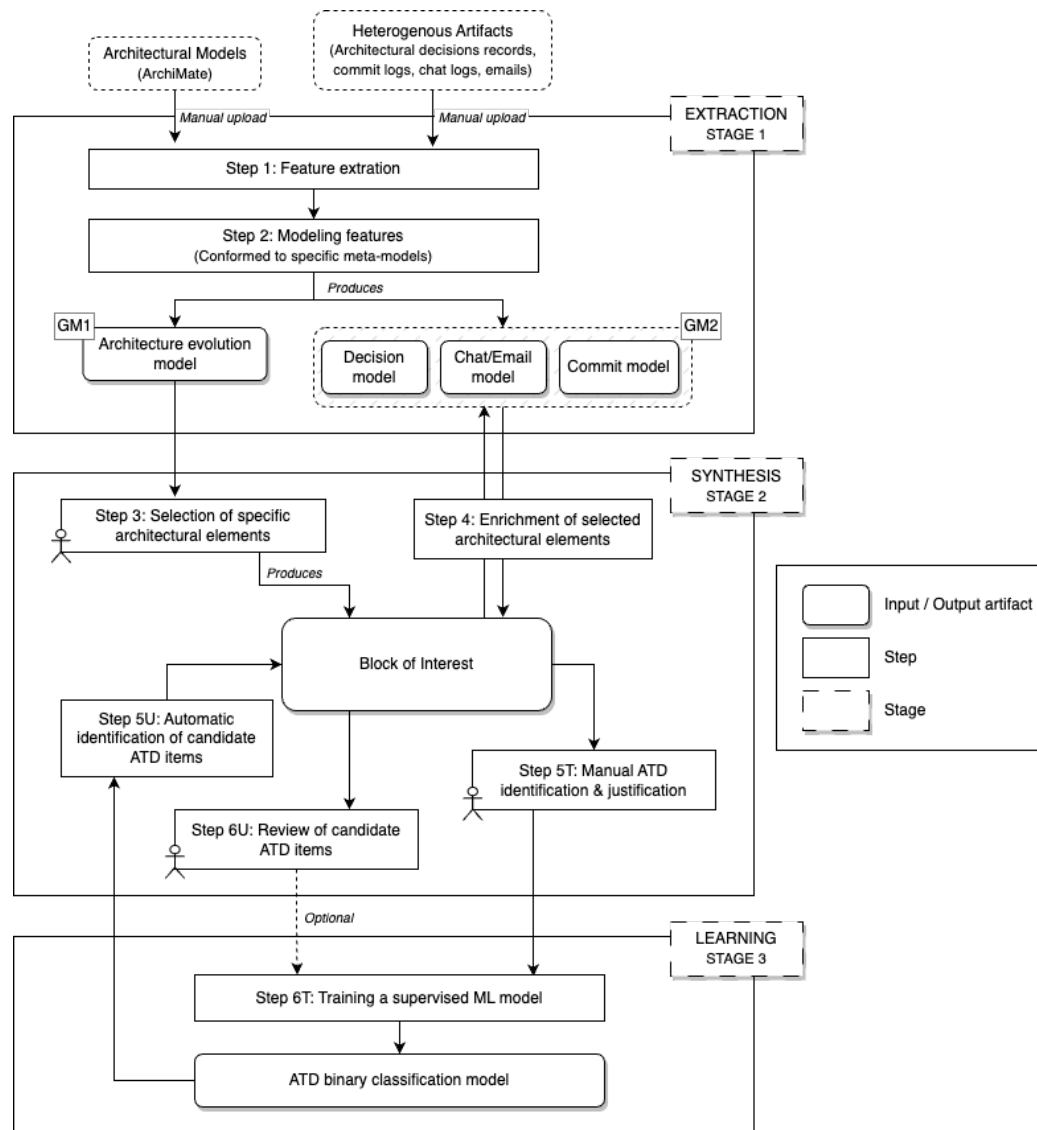 Architectural Models
(ArchiMate)
Heterogenous Artifacts
(Architectural decisions records,
commit logs, chat logs, emails)
Manual upload
Manual upload
EXTRACTION
STAGE 1
Step 1: Feature extration
Step 2: Modeling features
(Conformed to specific meta-models)
Produces
GM1
Architecture evolution
model
GM2
Decision
model
Chat/Email
model
Commit model
SYNTHESIS
STAGE 2
Step 3: Selection of specific
architectural elements
Step 4: Enrichment of selected
architectural elements
Produces
Block of Interest
Step 5U: Automatic
identification of candidate
ATD items
Step 5T: Manual ATD
identification & justification
Step 6U: Review of candidate
ATD items
Optional
Input / Output artifact
Step
Stage
LEARNING
STAGE 3
Step 6T: Training a supervised ML model
ATD binary classification model